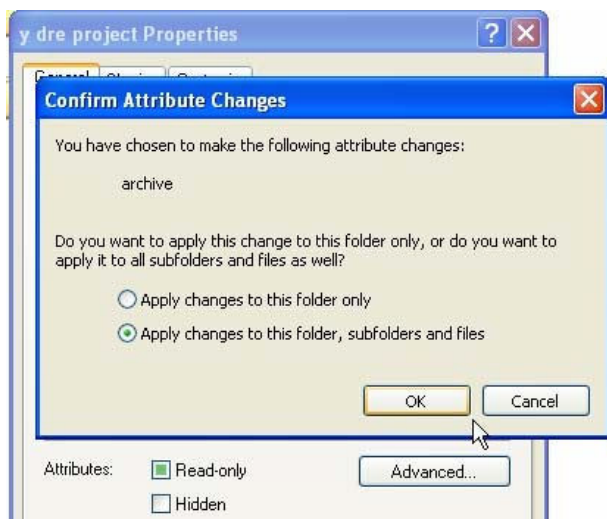 y dre project Properties
General
Confirm Attribute Changes
You have chosen to make the following attribute changes:
archive
Do you want to apply this change to this folder only, or do you want to
apply it to all subfolders and files as well?
Apply changes to this folder only
Apply changes to this folder, subfolders and files
OK Cancel
Attributes: Read-only Advanced...
Hidden